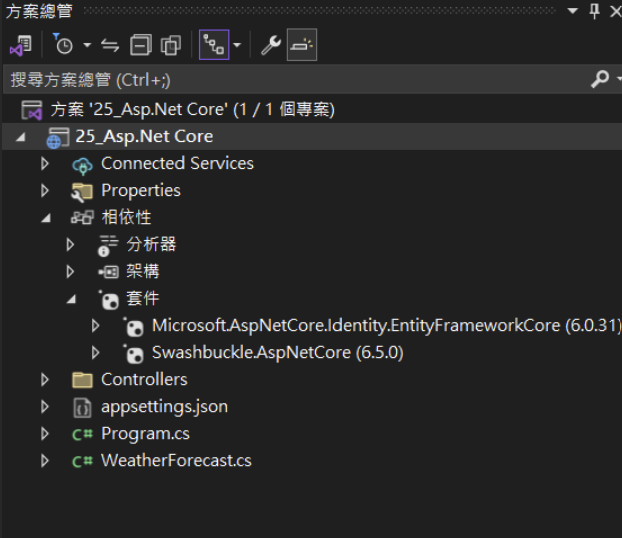 方案總管
搜尋方案總管 (Ctrl+;)
方案 '25_Asp.Net Core' (1 / 1 個專案)
25_Asp.Net Core
Connected Services
Properties
相依性
分析器
架構
套件
Microsoft.AspNetCore.Identity.EntityFrameworkCore (6.0.31)
Swashbuckle.AspNetCore (6.5.0)
Controllers
appsettings.json
C# Program.cs
C# WeatherForecast.cs